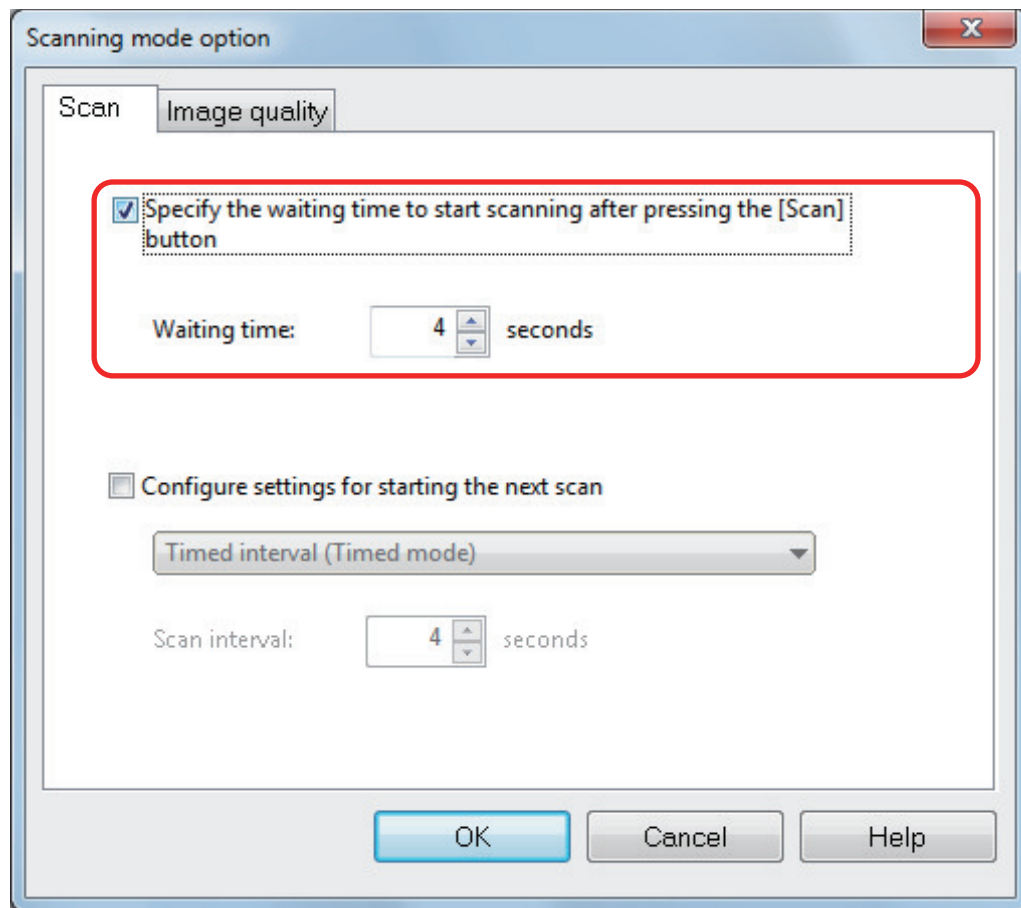 Scanning mode option
Scan
Image quality
Specify the waiting time to start scanning after pressing the [Scan]
button
Waiting time:
4
seconds
Configure settings for starting the next scan
Timed interval (Timed mode)
Scan interval:
4
seconds
OK
Cancel
Help